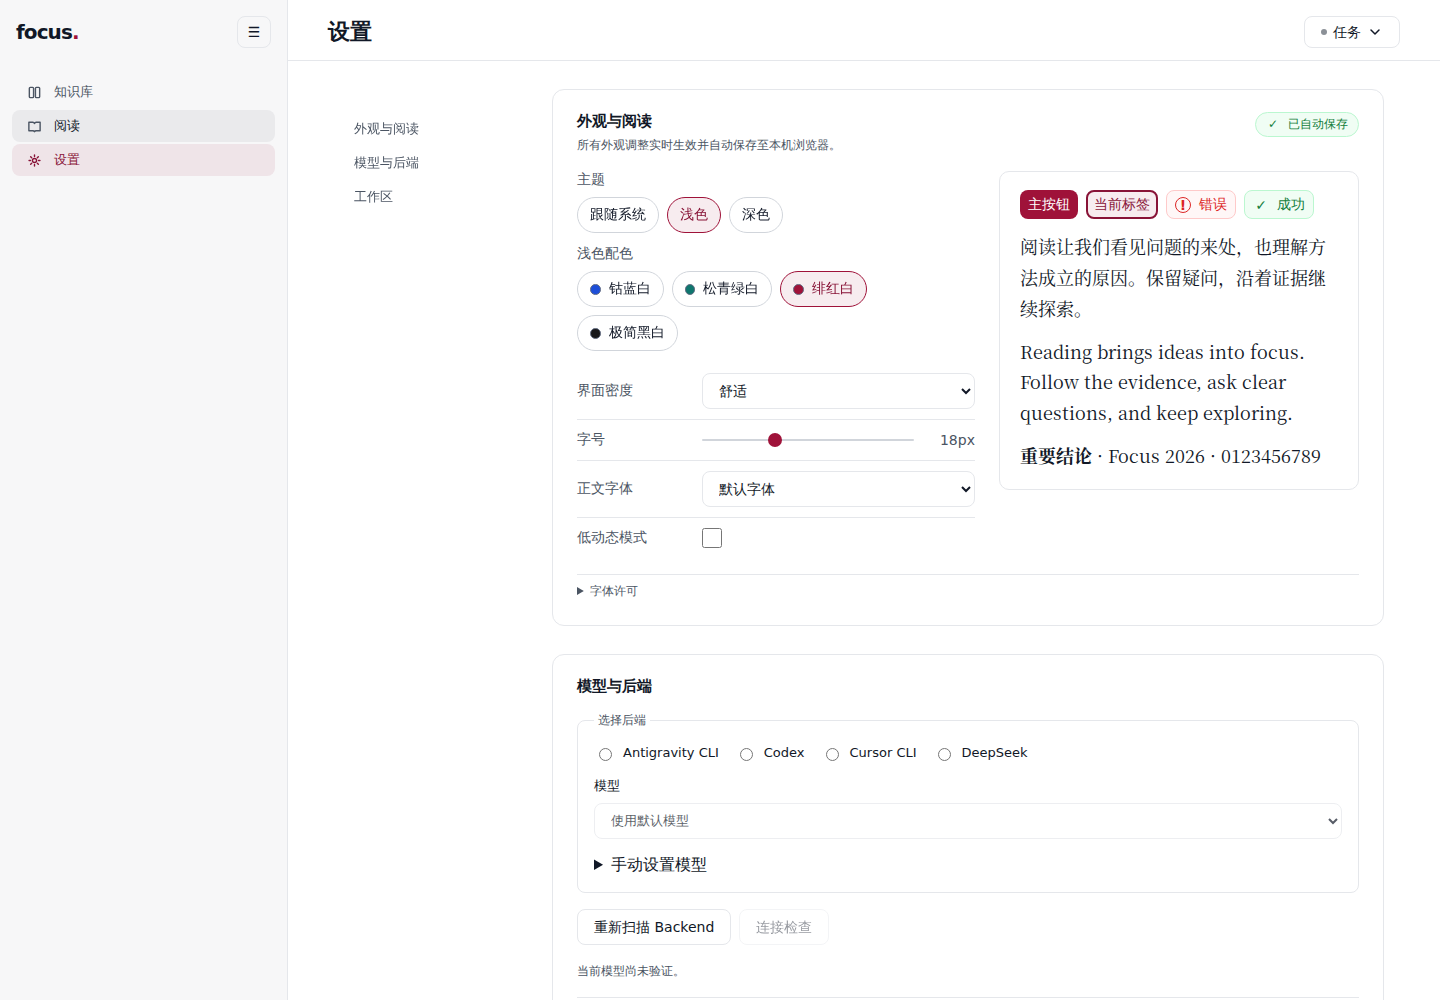 focus.
☰
知识库
阅读
设置
设置
任务
外观与阅读
模型与后端
工作区
外观与阅读
所有外观调整实时生效并自动保存至本机浏览器。
✓ 已自动保存
主题
跟随系统
浅色
深色
浅色配色
钴蓝白
松青绿白
绯红白
极简黑白
界面密度
舒适
字号
18px
正文字体
默认字体
低动态模式
主按钮
当前标签
错误
✓ 成功
阅读让我们看见问题的来处，也理解方
法成立的原因。保留疑问，沿着证据继
续探索。
Reading brings ideas into focus.
Follow the evidence, ask clear
questions, and keep exploring.
重要结论 · Focus 2026 · 0123456789
字体许可
模型与后端
选择后端
Antigravity CLI
Codex
Cursor CLI
DeepSeek
模型
使用默认模型
手动设置模型
重新扫描 Backend
连接检查
当前模型尚未验证。